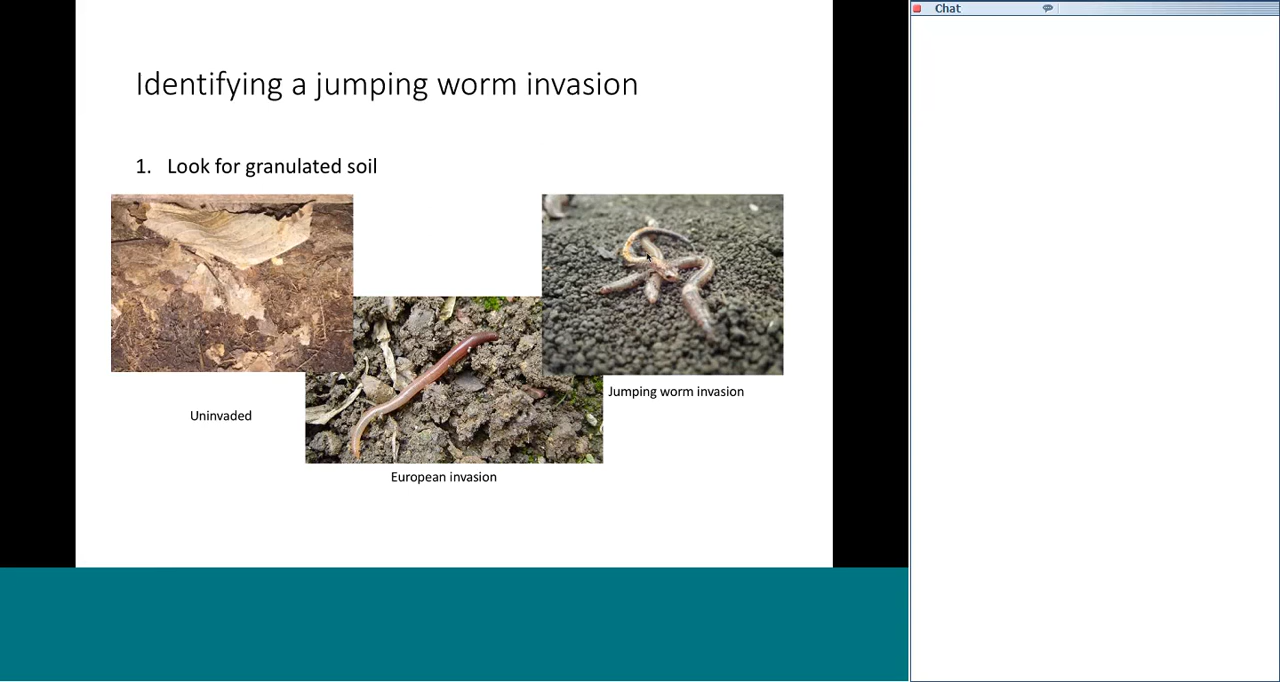 Chat
Identifying a jumping worm invasion
1. Look for granulated soil
Jumping worm invasion
Uninvaded
European invasion